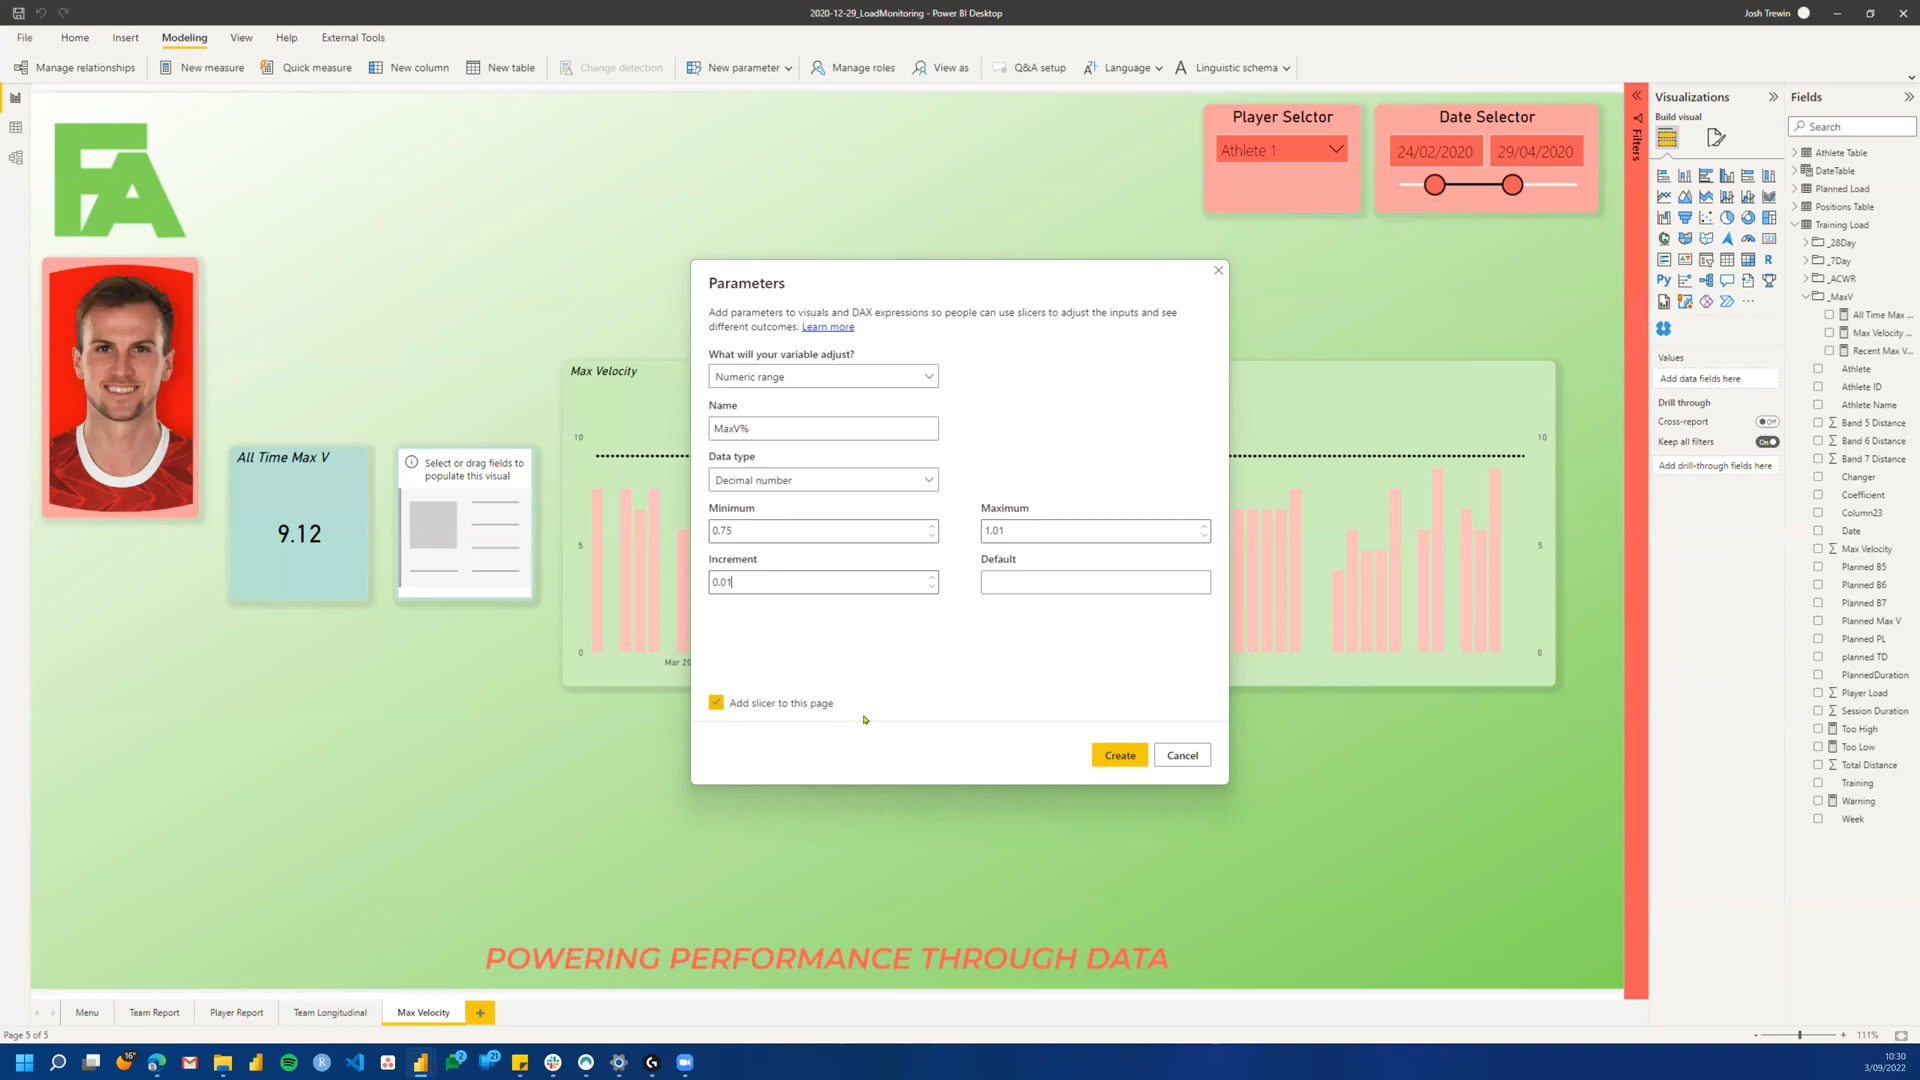 2020-12-29_LoadMonitoring - Power BI Desktop
Josh Trewin
File
Home
Insert
Modeling
View
Help
External Tools
Manage relationships
New measure
Quick measure
New column
New table
Change detection
New parameter
Manage roles
View as
Q&A setup
Language
Linguistic schema
FA
Player Selctor
Athlete 1
Date Selector
24/02/2020
29/04/2020
Filters
Visualizations
Build visual
R
Py
123
Values
Add data fields here
Drill through
Cross-report
Off
Keep all filters
On
Add drill-through fields here
Fields
Search
Athlete Table
DateTable
Planned Load
Positions Table
Training Load
_28Day
_7Day
_ACWR
_MaxV
All Time Max ...
Max Velocity ...
Recent Max V...
Athlete
Athlete ID
Athlete Name
Band 5 Distance
Band 6 Distance
Band 7 Distance
Changer
Coefficient
Column23
Date
Max Velocity
Planned B5
Planned B6
Planned B7
Planned Max V
Planned PL
planned TD
PlannedDuration
Player Load
Session Duration
Too High
Too Low
Total Distance
Training
Warning
Week
All Time Max V
9.12
Select or drag fields to
populate this visual
Max Velocity
10
5
0
Mar 20
10
5
0
Parameters
Add parameters to visuals and DAX expressions so people can use slicers to adjust the inputs and see
different outcomes. Learn more
What will your variable adjust?
Numeric range
Name
MaxV%
Data type
Decimal number
Minimum
0.75
Maximum
1.01
Increment
0.01
Default
Add slicer to this page
Create
Cancel
POWERING PERFORMANCE THROUGH DATA
Menu
Team Report
Player Report
Team Longitudinal
Max Velocity
+
Page 5 of 5
- + 111%
16°
R
2
21
10:30
3/09/2022